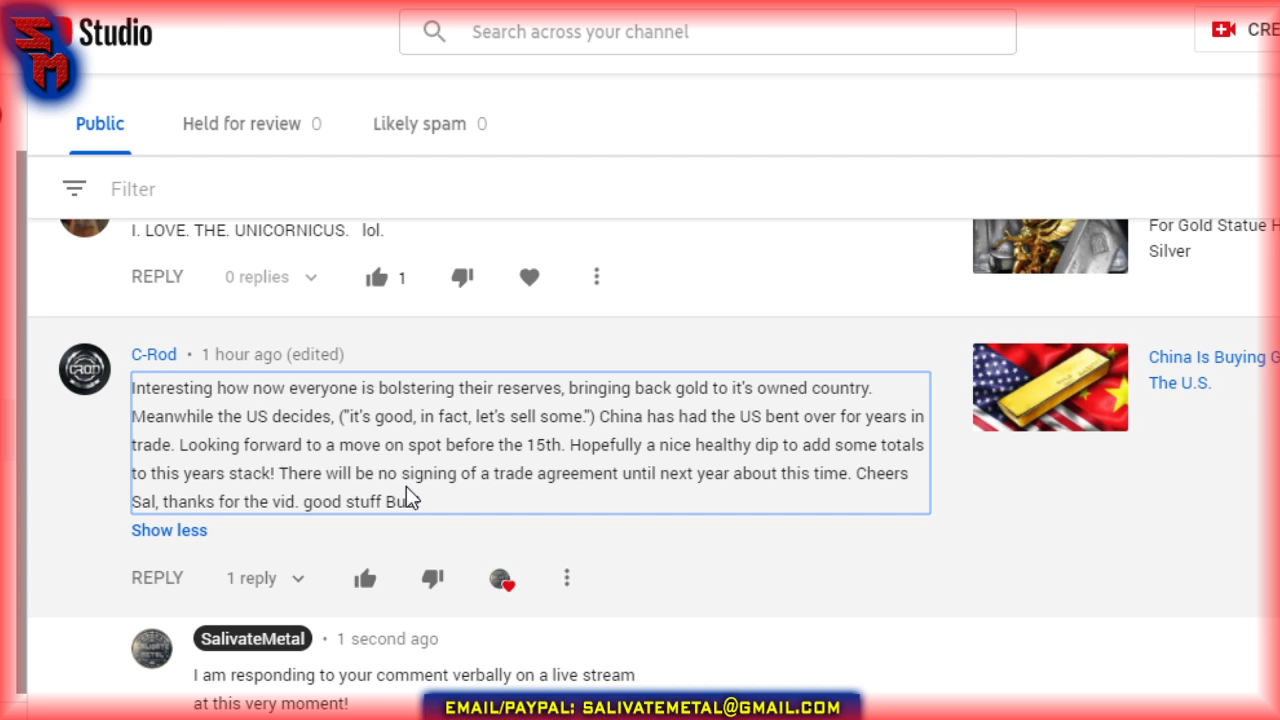 SM
Studio
Search across your channel
CRE
Public
Held for review 0
Likely spam 0
Filter
I. LOVE. THE. UNICORNICUS. lol.
For Gold Statue H
Silver
REPLY 0 replies 1
C-Rod • 1 hour ago (edited)
Interesting how now everyone is bolstering their reserves, bringing back gold to it's owned country.
Meanwhile the US decides, ("it's good, in fact, let's sell some.") China has had the US bent over for years in
trade. Looking forward to a move on spot before the 15th. Hopefully a nice healthy dip to add some totals
to this years stack! There will be no signing of a trade agreement until next year about this time. Cheers
Sal, thanks for the vid. good stuff
China Is Buying G
The U.S.
Show less
REPLY 1 reply
SalivateMetal • 1 second ago
I am responding to your comment verbally on a live stream
at this very moment!
EMAIL/PAYPAL: SALIVATEMETAL@GMAIL.COM